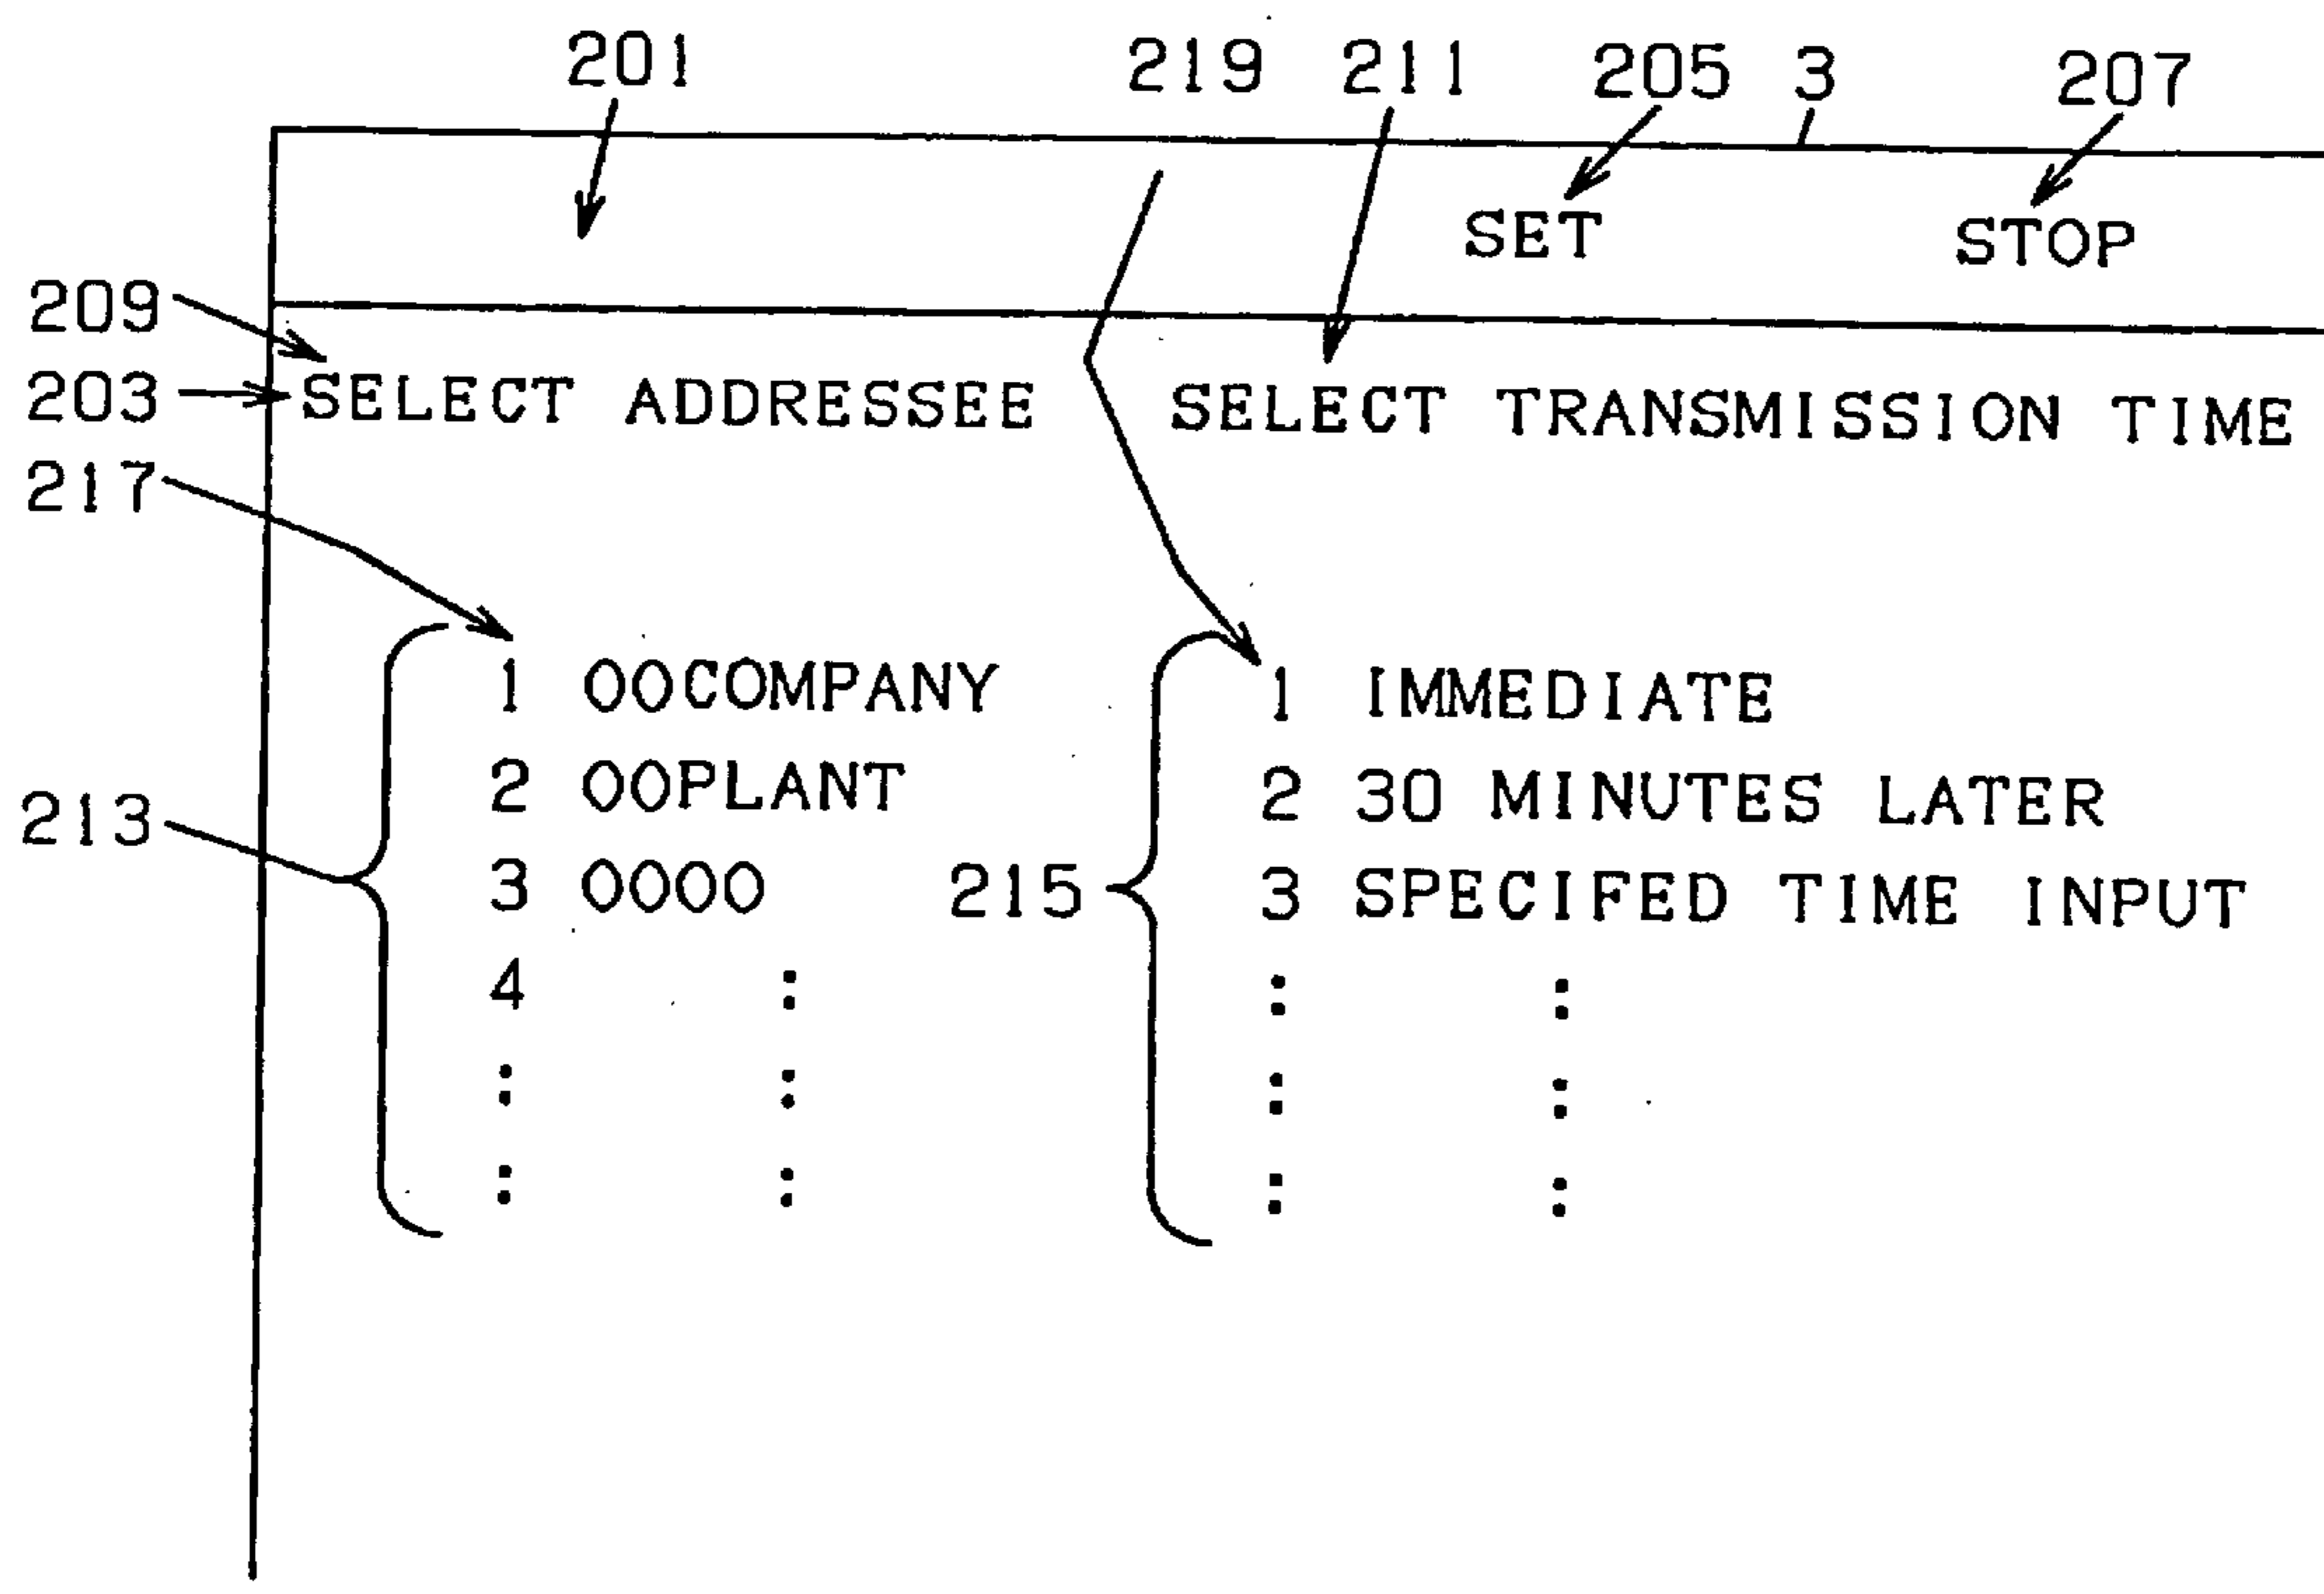 201 219 211 205 3 207
SET STOP
209
203 SELECT ADDRESSEE SELECT TRANSMISSION TIME
217
1 OOCOMPANY 1 IMMEDIATE
2 OOPLANT 2 30 MINUTES LATER
213
3 OOOO 215 3 SPECIFED TIME INPUT
4 : : :
: : : :
: : : :